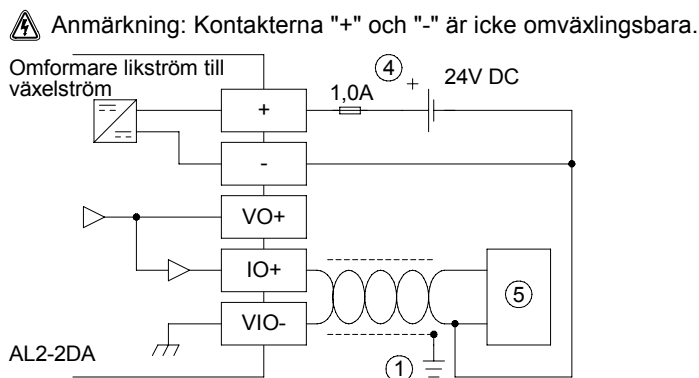 Anmärkning: Kontakterna "+" och "-" är icke omväxlingsbara.
Omformare likström till
växelström
4
24V DC
1,0A
+
+
-
VO+
IO+
VIO-
5
AL2-2DA
1